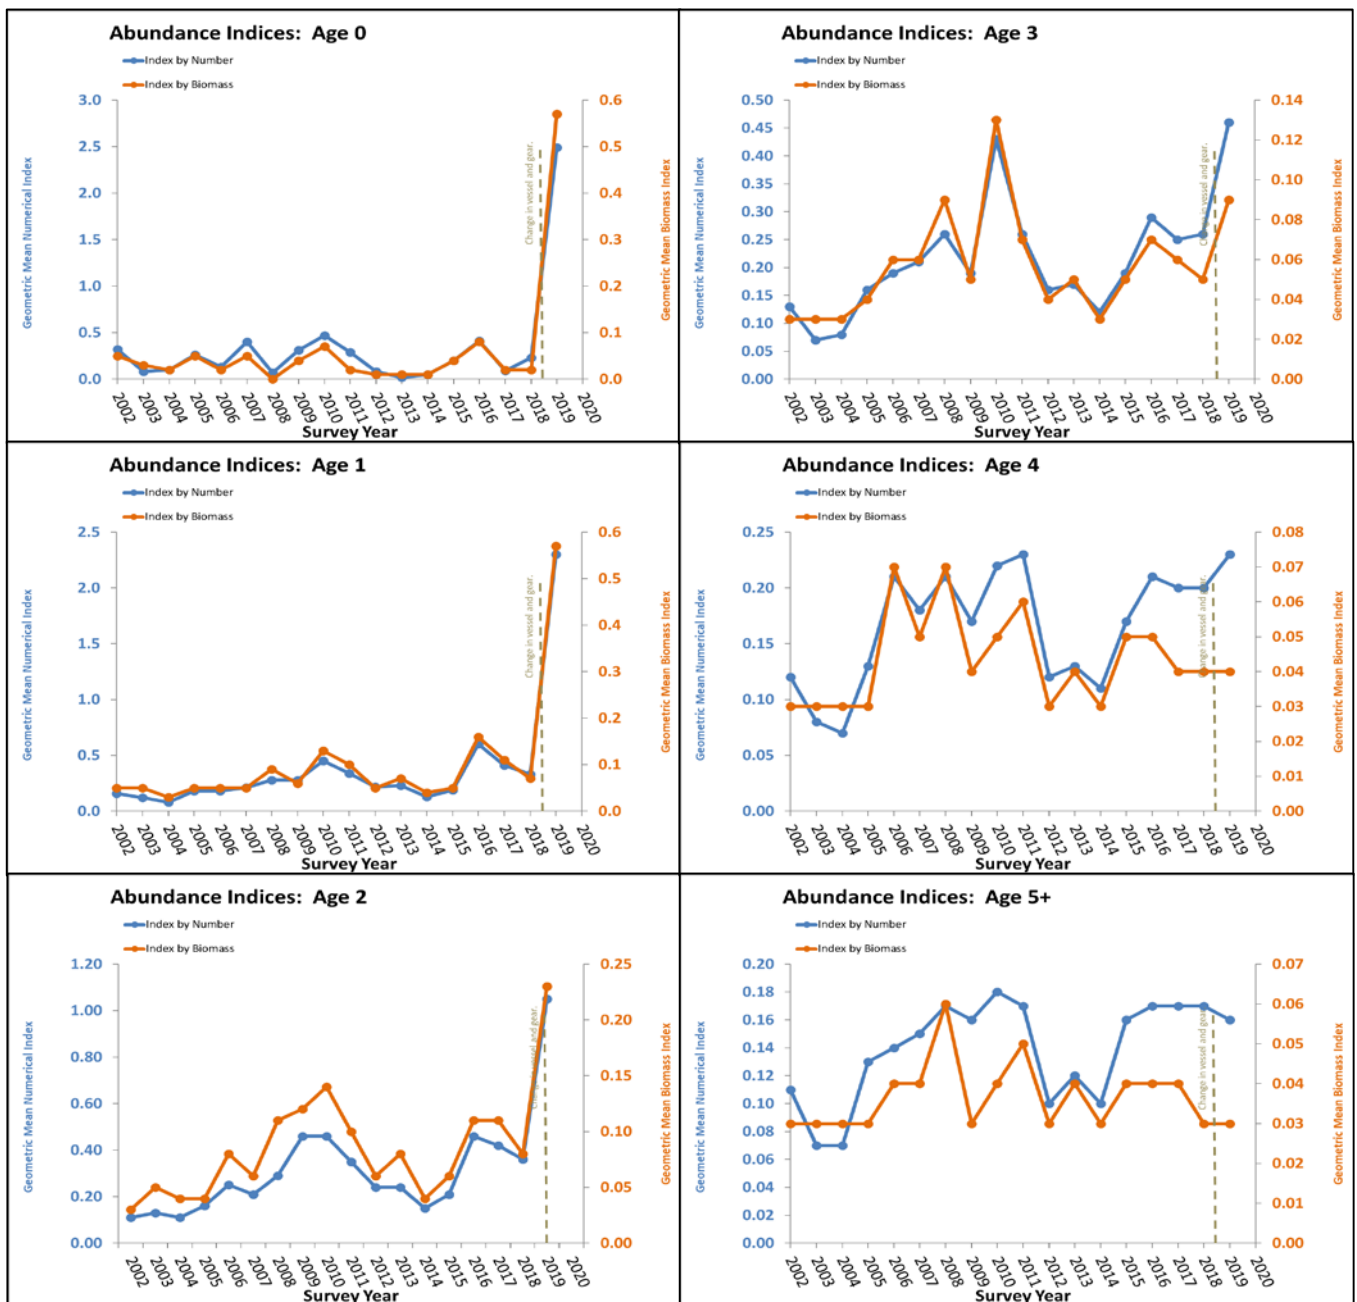 Abundance Indices: Age 0
Index by Number
Index by Biomass
Geometric Mean Numerical Index
3.0
2.5
2.0
1.5
1.0
0.5
0.0
Change in vessel and gear.
0.6
0.5
0.4
0.3
0.2
0.1
0.0
Geometric Mean Biomass Index
2002 2003 2004 2005 2006 2007 2008 2009 2010 2011 2012 2013 2014 2015 2016 2017 2018 2019 2020
Survey Year
Abundance Indices: Age 3
Index by Number
Index by Biomass
Geometric Mean Numerical Index
0.50
0.45
0.40
0.35
0.30
0.25
0.20
0.15
0.10
0.05
0.00
Change in vessel and gear.
0.14
0.12
0.10
0.08
0.06
0.04
0.02
0.00
Geometric Mean Biomass Index
2002 2003 2004 2005 2006 2007 2008 2009 2010 2011 2012 2013 2014 2015 2016 2017 2018 2019 2020
Survey Year
Abundance Indices: Age 1
Index by Number
Index by Biomass
Geometric Mean Numerical Index
2.5
2.0
1.5
1.0
0.5
0.0
Change in vessel and gear.
0.6
0.5
0.4
0.3
0.2
0.1
0.0
Geometric Mean Biomass Index
2002 2003 2004 2005 2006 2007 2008 2009 2010 2011 2012 2013 2014 2015 2016 2017 2018 2019 2020
Survey Year
Abundance Indices: Age 4
Index by Number
Index by Biomass
Geometric Mean Numerical Index
0.25
0.20
0.15
0.10
0.05
0.00
Change in vessel and gear.
0.08
0.07
0.06
0.05
0.04
0.03
0.02
0.01
0.00
Geometric Mean Biomass Index
2002 2003 2004 2005 2006 2007 2008 2009 2010 2011 2012 2013 2014 2015 2016 2017 2018 2019 2020
Survey Year
Abundance Indices: Age 2
Index by Number
Index by Biomass
Geometric Mean Numerical Index
1.20
1.00
0.80
0.60
0.40
0.20
0.00
Change in vessel and gear.
0.25
0.20
0.15
0.10
0.05
0.00
Geometric Mean Biomass Index
2002 2003 2004 2005 2006 2007 2008 2009 2010 2011 2012 2013 2014 2015 2016 2017 2018 2019 2020
Survey Year
Abundance Indices: Age 5+
Index by Number
Index by Biomass
Geometric Mean Numerical Index
0.20
0.18
0.16
0.14
0.12
0.10
0.08
0.06
0.04
0.02
0.00
Change in vessel and gear.
0.07
0.06
0.05
0.04
0.03
0.02
0.01
0.00
Geometric Mean Biomass Index
2002 2003 2004 2005 2006 2007 2008 2009 2010 2011 2012 2013 2014 2015 2016 2017 2018 2019 2020
Survey Year